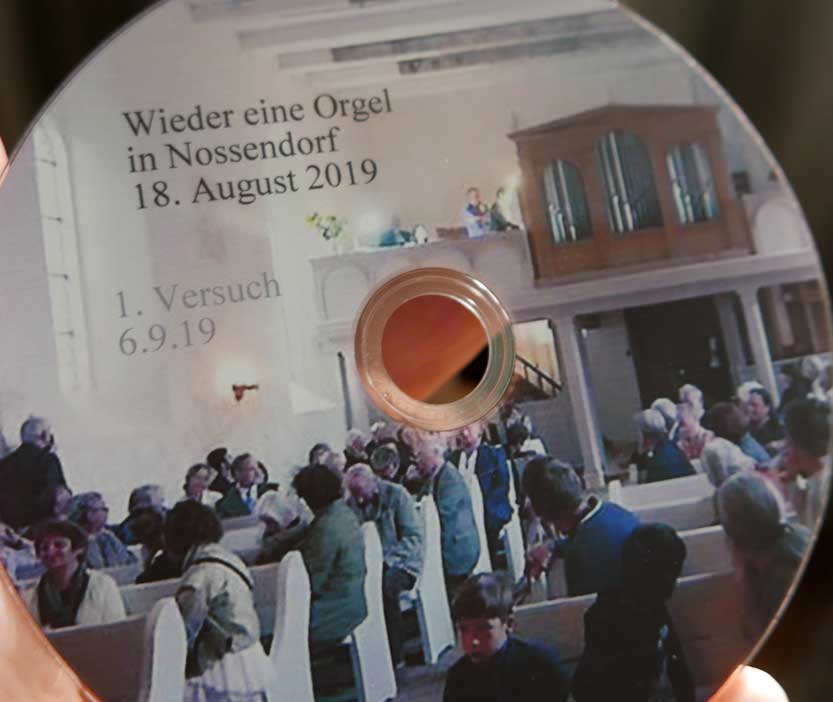 Wieder eine Orgel
in Nossendorf
18. August 2019
1. Versuch
6.9.19